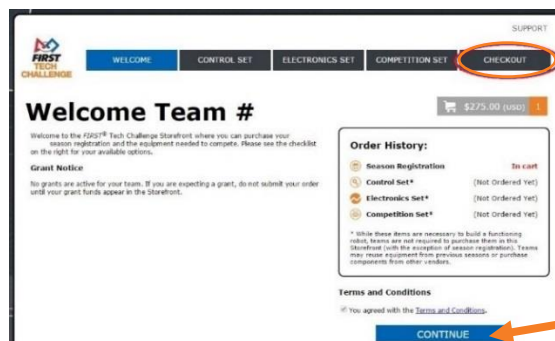 SUPPORT
FIRST
TECH
CHALLENGE
WELCOME
CONTROL SET
ELECTRONICS SET
COMPETITION SET
CHECKOUT
Welcome Team #
$275.00 (USD) 1
Welcome to the FIRST® Tech Challenge Storefront where you can purchase your
season registration and the equipment needed to compete. Please see the checklist
on the right for your available options.
Grant Notice
No grants are active for your team. If you are expecting a grant, do not submit your order
until your grant funds appear in the Storefront.
Order History:
Season Registration In cart
Control Set* (Not Ordered Yet)
Electronics Set* (Not Ordered Yet)
Competition Set* (Not Ordered Yet)
* While these items are necessary to build a functioning
robot, teams are not required to purchase them in this
Storefront (with the exception of season registration). Teams
may reuse equipment from previous seasons or purchase
components from other vendors.
Terms and Conditions
You agreed with the Terms and Conditions.
CONTINUE